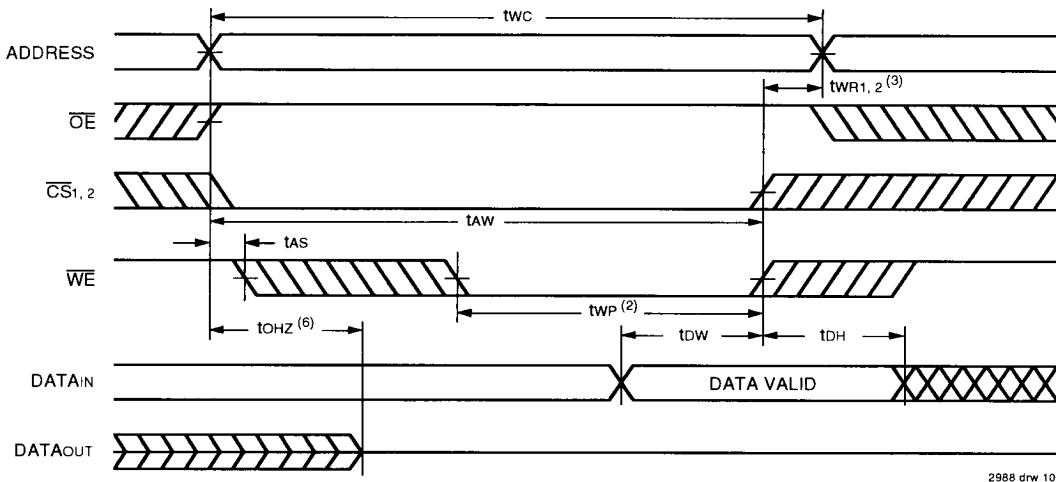 tWC
ADDRESS
tWR1, 2 (3)
OE
CS1, 2
tAW
tAS
WE
tWP (2)
tOHZ (6)
tDW
tDH
DATAIN
DATA VALID
DATAOUT
2988 drw 10